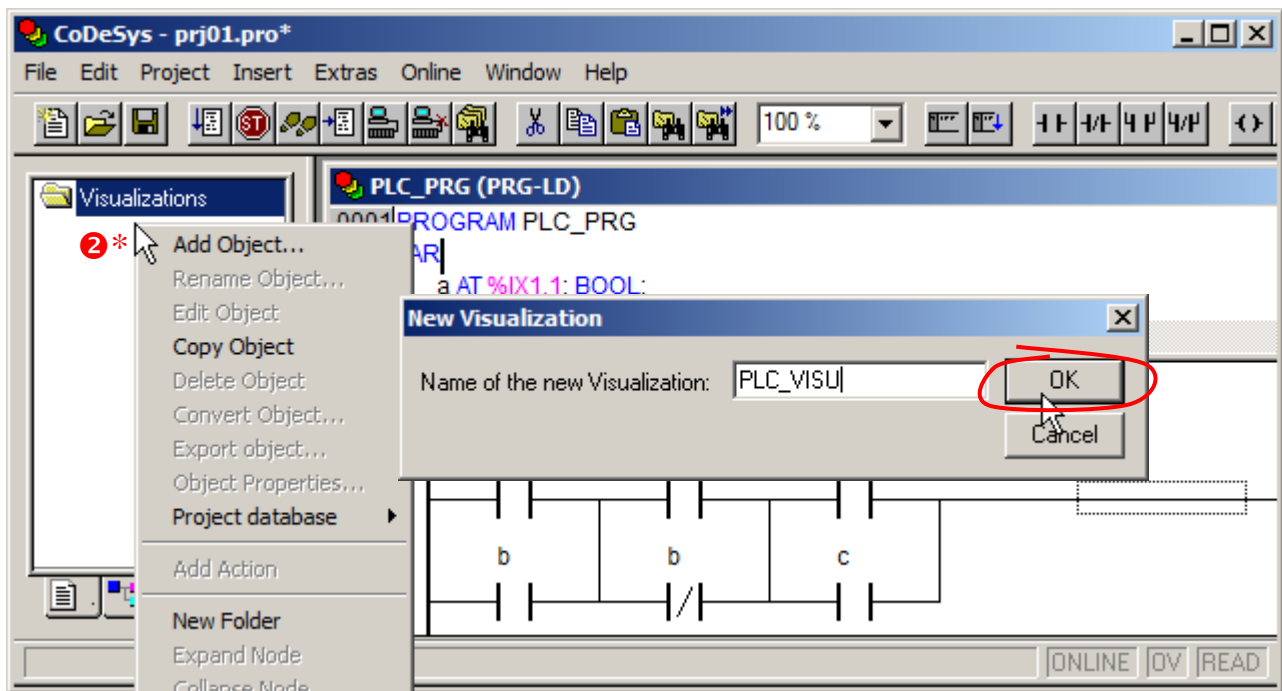 CoDeSys - prj01.pro*
File Edit Project Insert Extras Online Window Help
ST 100 %
Visualizations
PLC_PRG (PRG-LD)
0001 PROGRAM PLC_PRG
AR
a AT %IX1.1: BOOL;
❷*
Add Object...
Rename Object...
Edit Object
Copy Object
Delete Object
Convert Object...
Export object...
Object Properties...
Project database
Add Action
New Folder
Expand Node
Collapse Node
New Visualization
Name of the new Visualization: PLC_VISU OK
Cancel
b b c
ONLINE OV READ